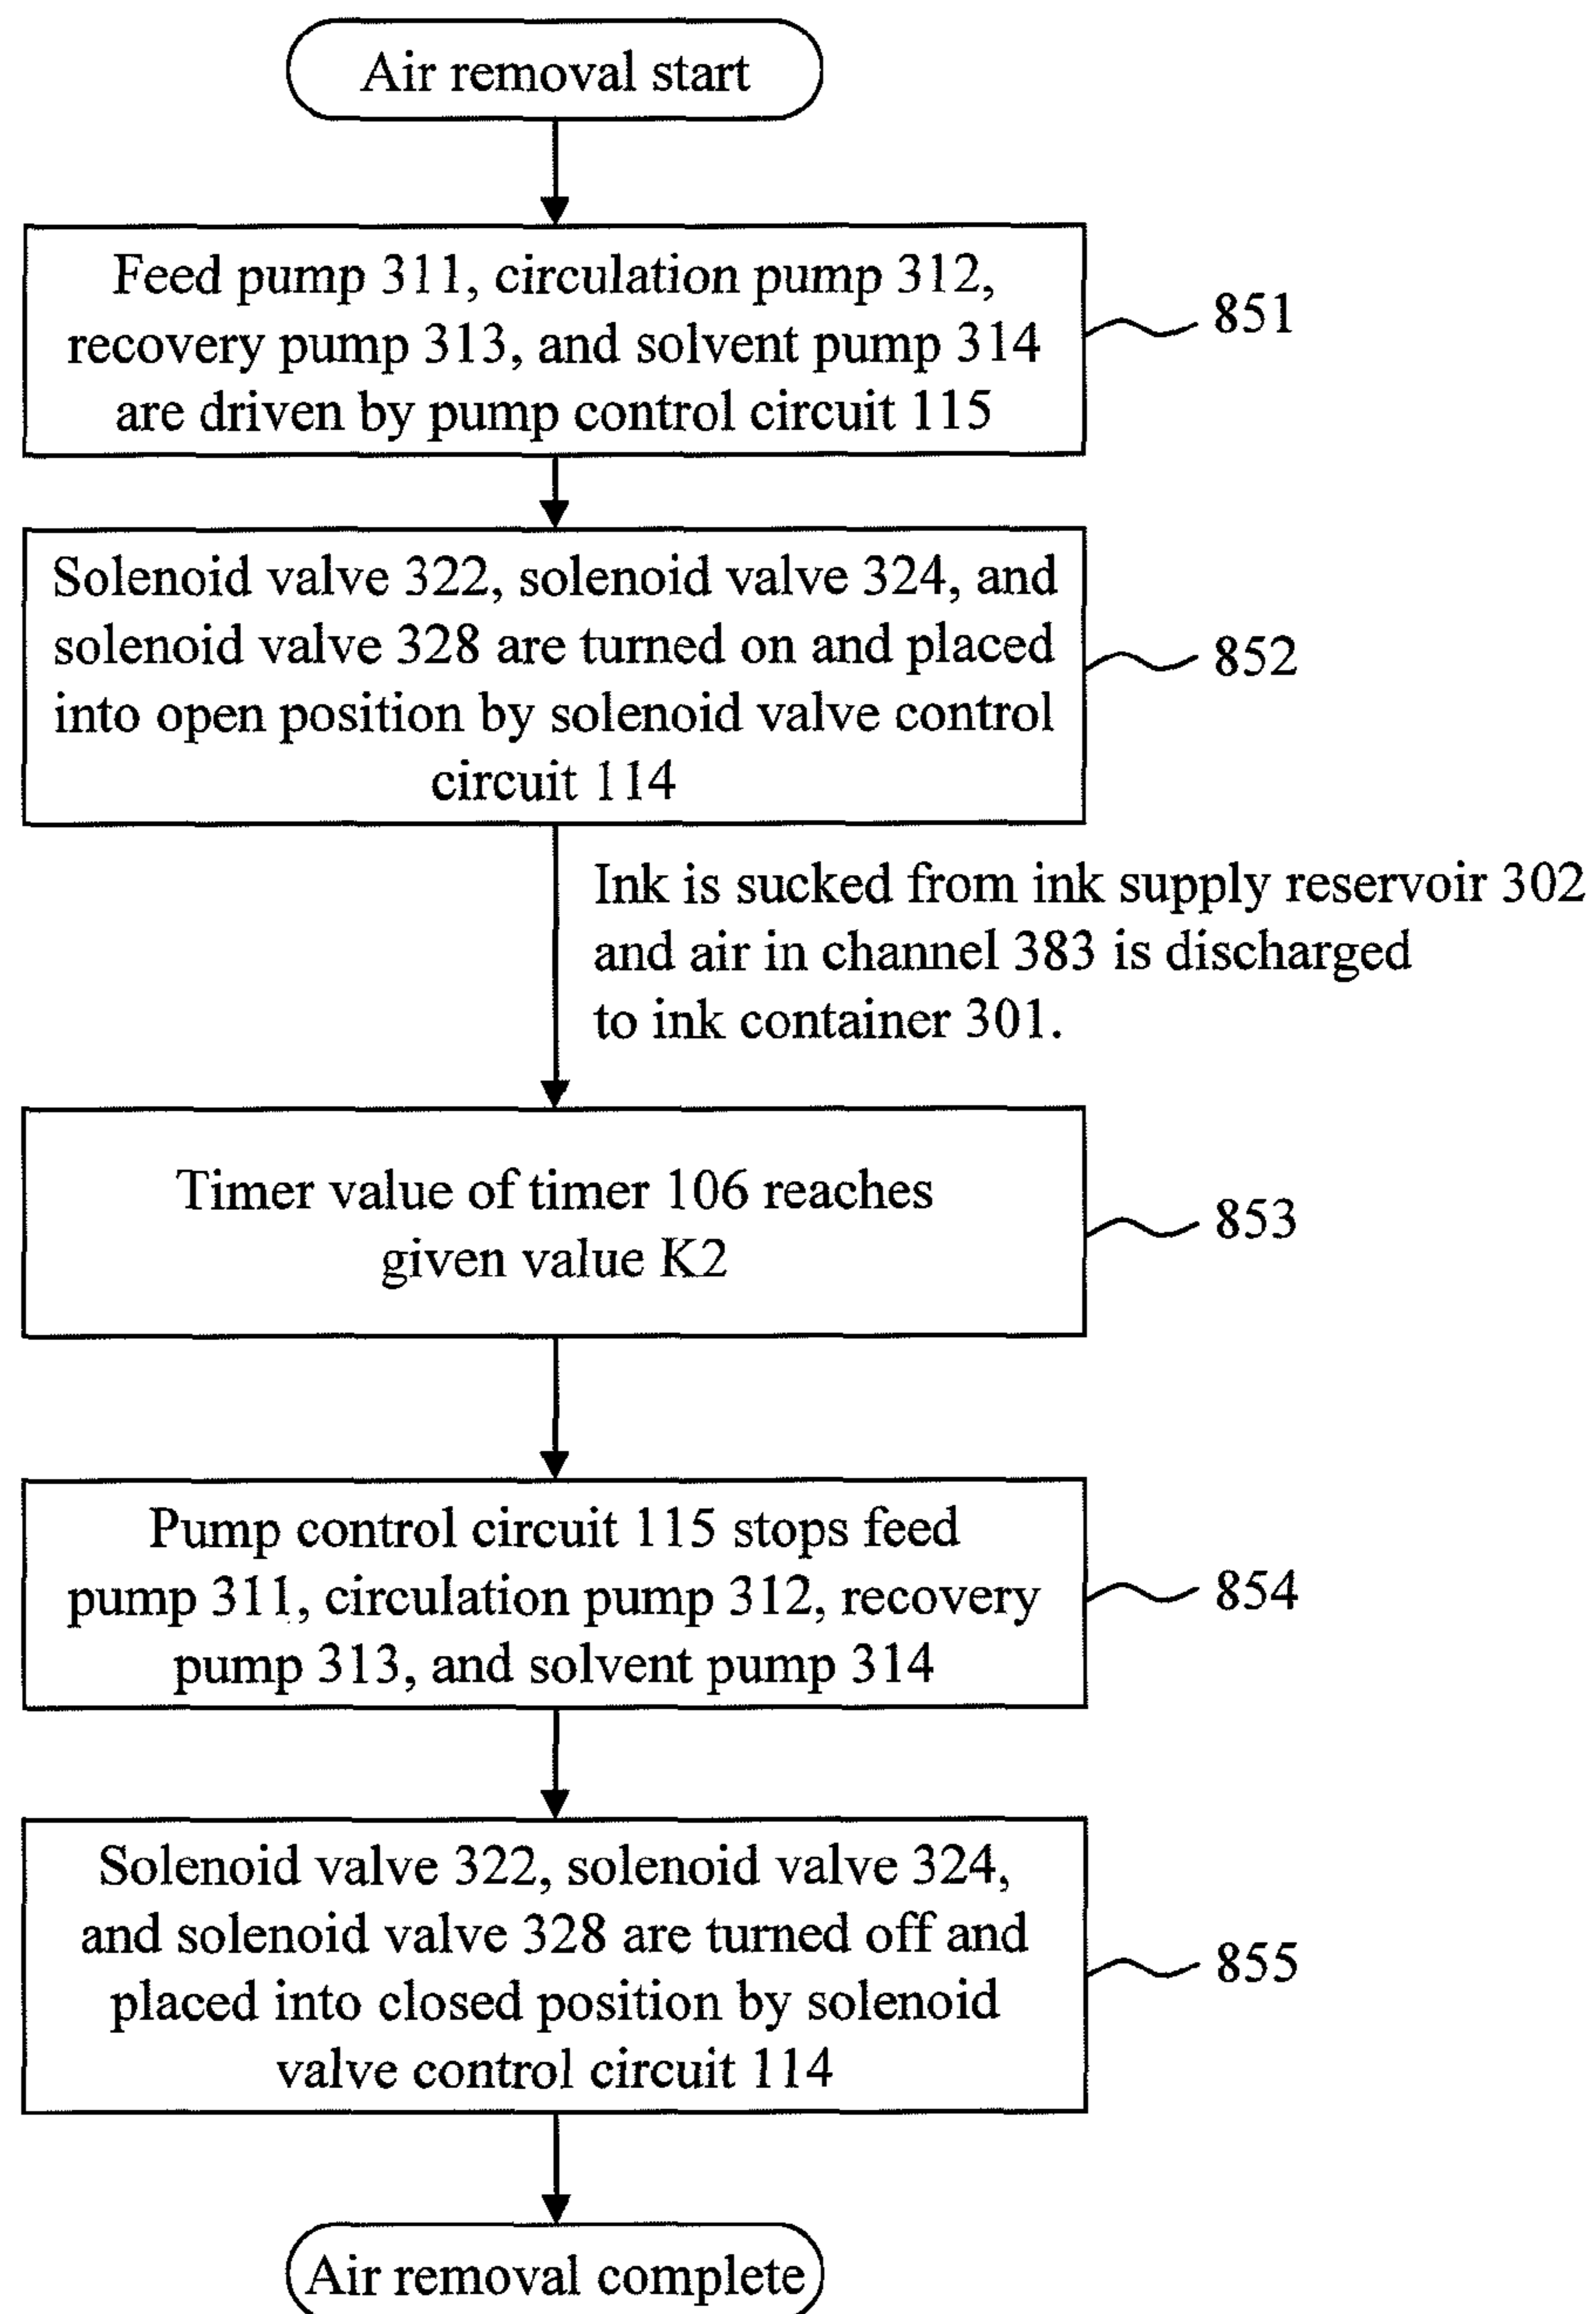 Air removal start
Feed pump 311, circulation pump 312,
recovery pump 313, and solvent pump 314
are driven by pump control circuit 115
851
Solenoid valve 322, solenoid valve 324, and
solenoid valve 328 are turned on and placed
into open position by solenoid valve control
circuit 114
852
Ink is sucked from ink supply reservoir 302
and air in channel 383 is discharged
to ink container 301.
Timer value of timer 106 reaches
given value K2
853
Pump control circuit 115 stops feed
pump 311, circulation pump 312, recovery
pump 313, and solvent pump 314
854
Solenoid valve 322, solenoid valve 324,
and solenoid valve 328 are turned off and
placed into closed position by solenoid
valve control circuit 114
855
Air removal complete